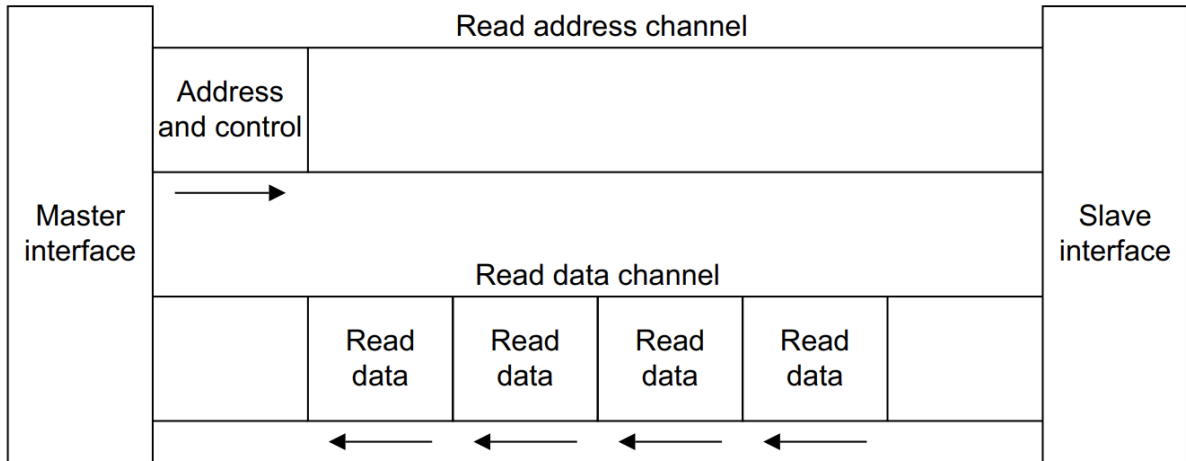 Read address channel
Address
and control
Master
interface
Slave
interface
Read data channel
Read
data
Read
data
Read
data
Read
data